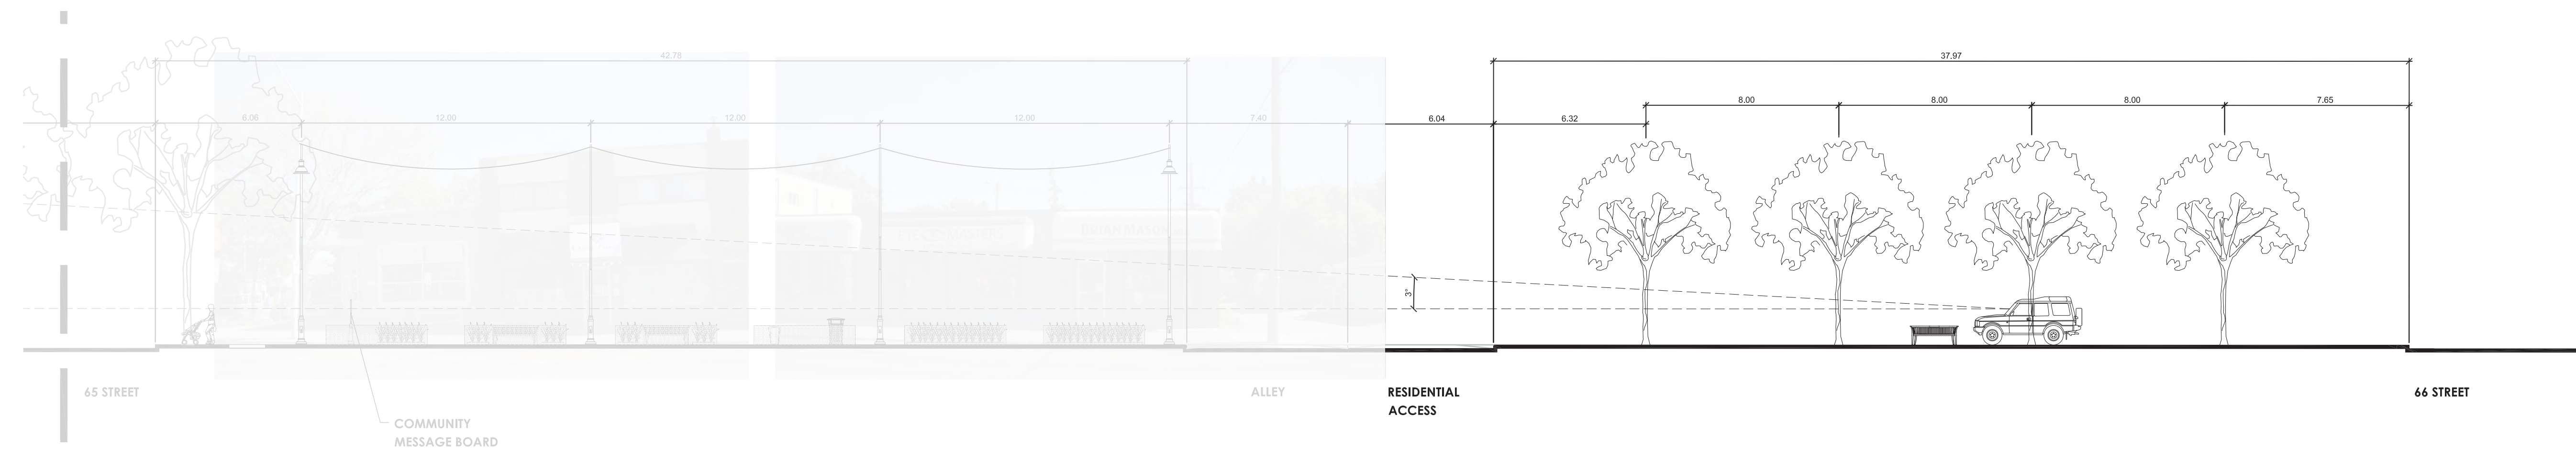 42.78
37.97
8.00
8.00
8.00
7.65
6.06
12.00
12.00
12.00
7.40
6.04
6.32
3°
65 STREET
ALLEY
RESIDENTIAL
ACCESS
66 STREET
COMMUNITY
MESSAGE BOARD